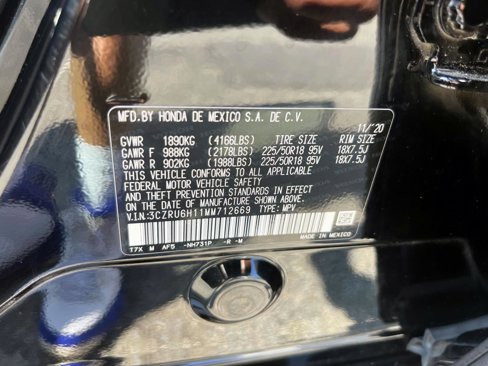 MFD.BY HONDA DE MEXICO S.A. DE C.V.
11/'20
GVWR 1890KG (4166LBS) TIRE SIZE RIM SIZE
GAWR F 988KG (2178LBS) 225/50R18 95V 18X7.5J
GAWR R 902KG (1988LBS) 225/50R18 95V 18X7.5J
THIS VEHICLE CONFORMS TO ALL APPLICABLE
FEDERAL MOTOR VEHICLE SAFETY, BUMPER,
AND THEFT PREVENTION STANDARDS IN EFFECT
ON THE DATE OF MANUFACTURE SHOWN ABOVE.
V.I.N:3CZRU6H11MM712669 TYPE: MPV
T7X M AF5 -NH731P -R -M
MADE IN MEXICO